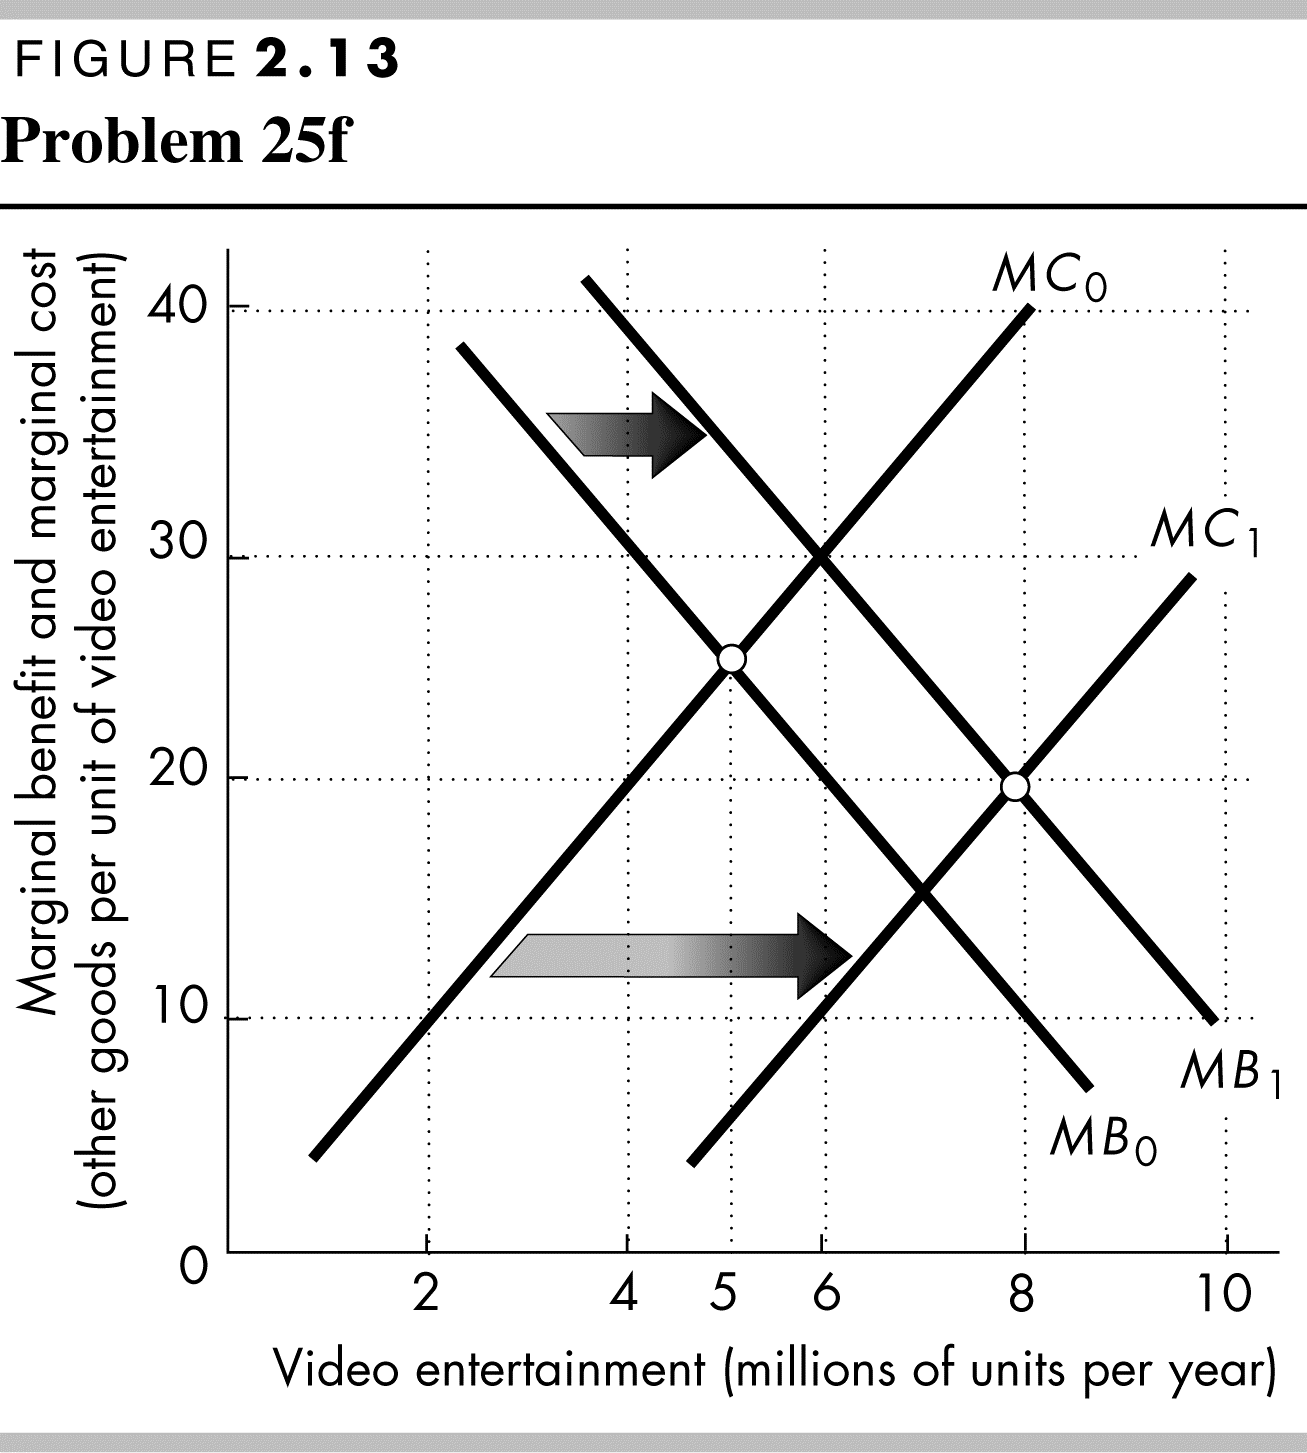 FIGURE 2.13
Problem 25f
Marginal benefit and marginal cost
(other goods per unit of video entertainment)
40
30
20
10
0
MC0
MC1
MB1
MB0
2 4 5 6 8 10
Video entertainment (millions of units per year)